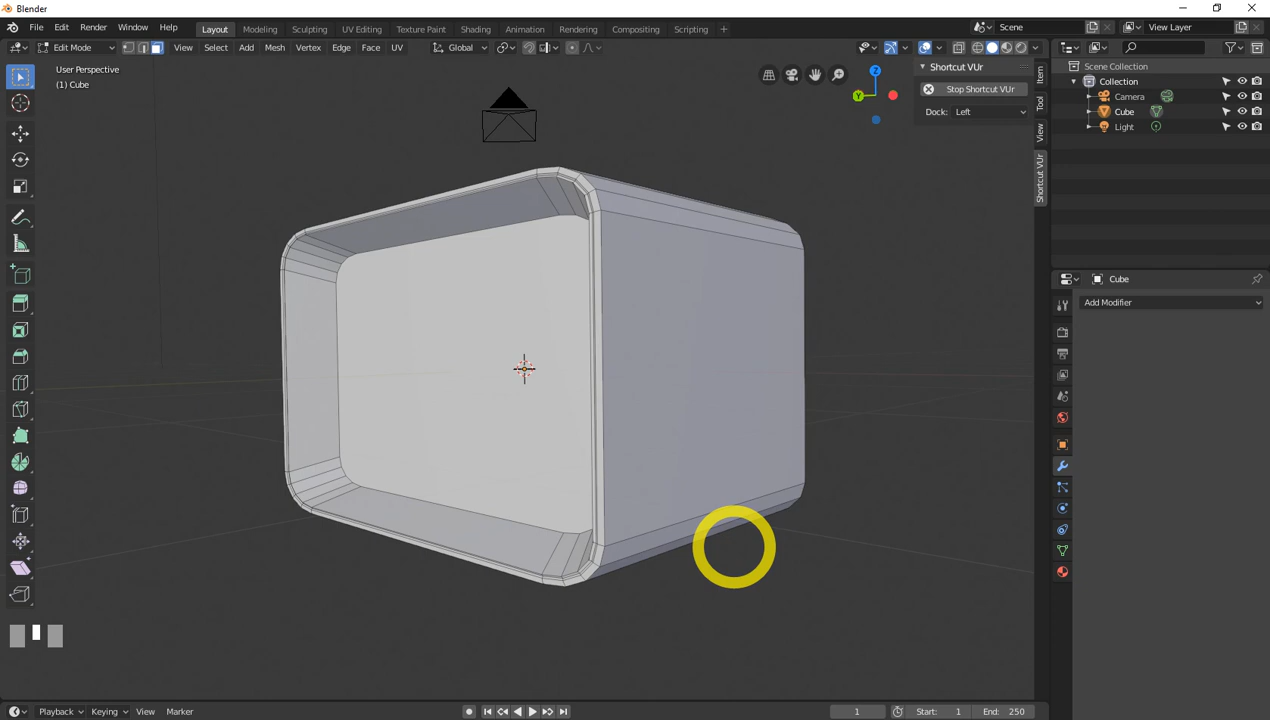 Blender
File Edit Render Window Help
Layout Modeling Sculpting UV Editing Texture Paint Shading Animation Rendering Compositing Scripting +
Scene
View Layer
Edit Mode View Select Add Mesh Vertex Edge Face UV
Global
User Perspective
(1) Cube
Z
Y
Shortcut VUr
Stop Shortcut VUr
Dock: Left
Item
Tool
View
Shortcut VUr
Scene Collection
Collection
Camera
Cube
Light
Cube
Add Modifier
Playback Keying View Marker
1
Start: 1
End: 250